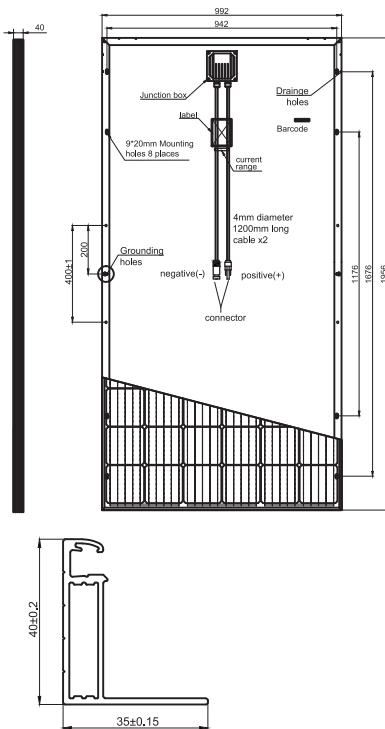 992
942
40
Junction box
Drainge
holes
label
Barcode
9*20mm Mounting
holes 8 places
current
range
4mm diameter
1200mm long
cable x2
Grounding
holes
negative(-)
positive(+)
connector
200
400±1
1176
1676
1956
40±0.2
35±0.15